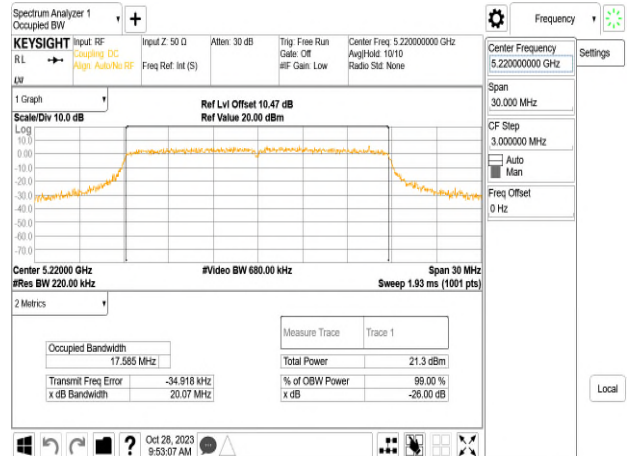 Spectrum Analyzer 1
Occupied BW
+
Frequency
KEYSIGHT Input: RF Input Z: 50 Ω Atten: 30 dB Trig: Free Run Center Freq: 5.220000000 GHz
RL Coupling: DC Gate: Off Avg|Hold: 10/10
Align: Auto/No RF Freq Ref: Int (S) #IF Gain: Low Radio Std: None
LXI
Center Frequency
5.220000000 GHz
Settings
Span
30.000 MHz
CF Step
3.000000 MHz
Auto
Man
Freq Offset
0 Hz
Local
1 Graph
Ref Lvl Offset 10.47 dB
Scale/Div 10.0 dB Ref Value 20.00 dBm
Log
10.0
0.00
-10.0
-20.0
-30.0
-40.0
-50.0
-60.0
-70.0
Center 5.22000 GHz #Video BW 680.00 kHz Span 30 MHz
#Res BW 220.00 kHz Sweep 1.93 ms (1001 pts)
2 Metrics
Measure Trace Trace 1
Occupied Bandwidth
17.585 MHz
Total Power 21.3 dBm
Transmit Freq Error -34.918 kHz % of OBW Power 99.00 %
x dB Bandwidth 20.07 MHz x dB -26.00 dB
?
Oct 28, 2023
9:53:07 AM